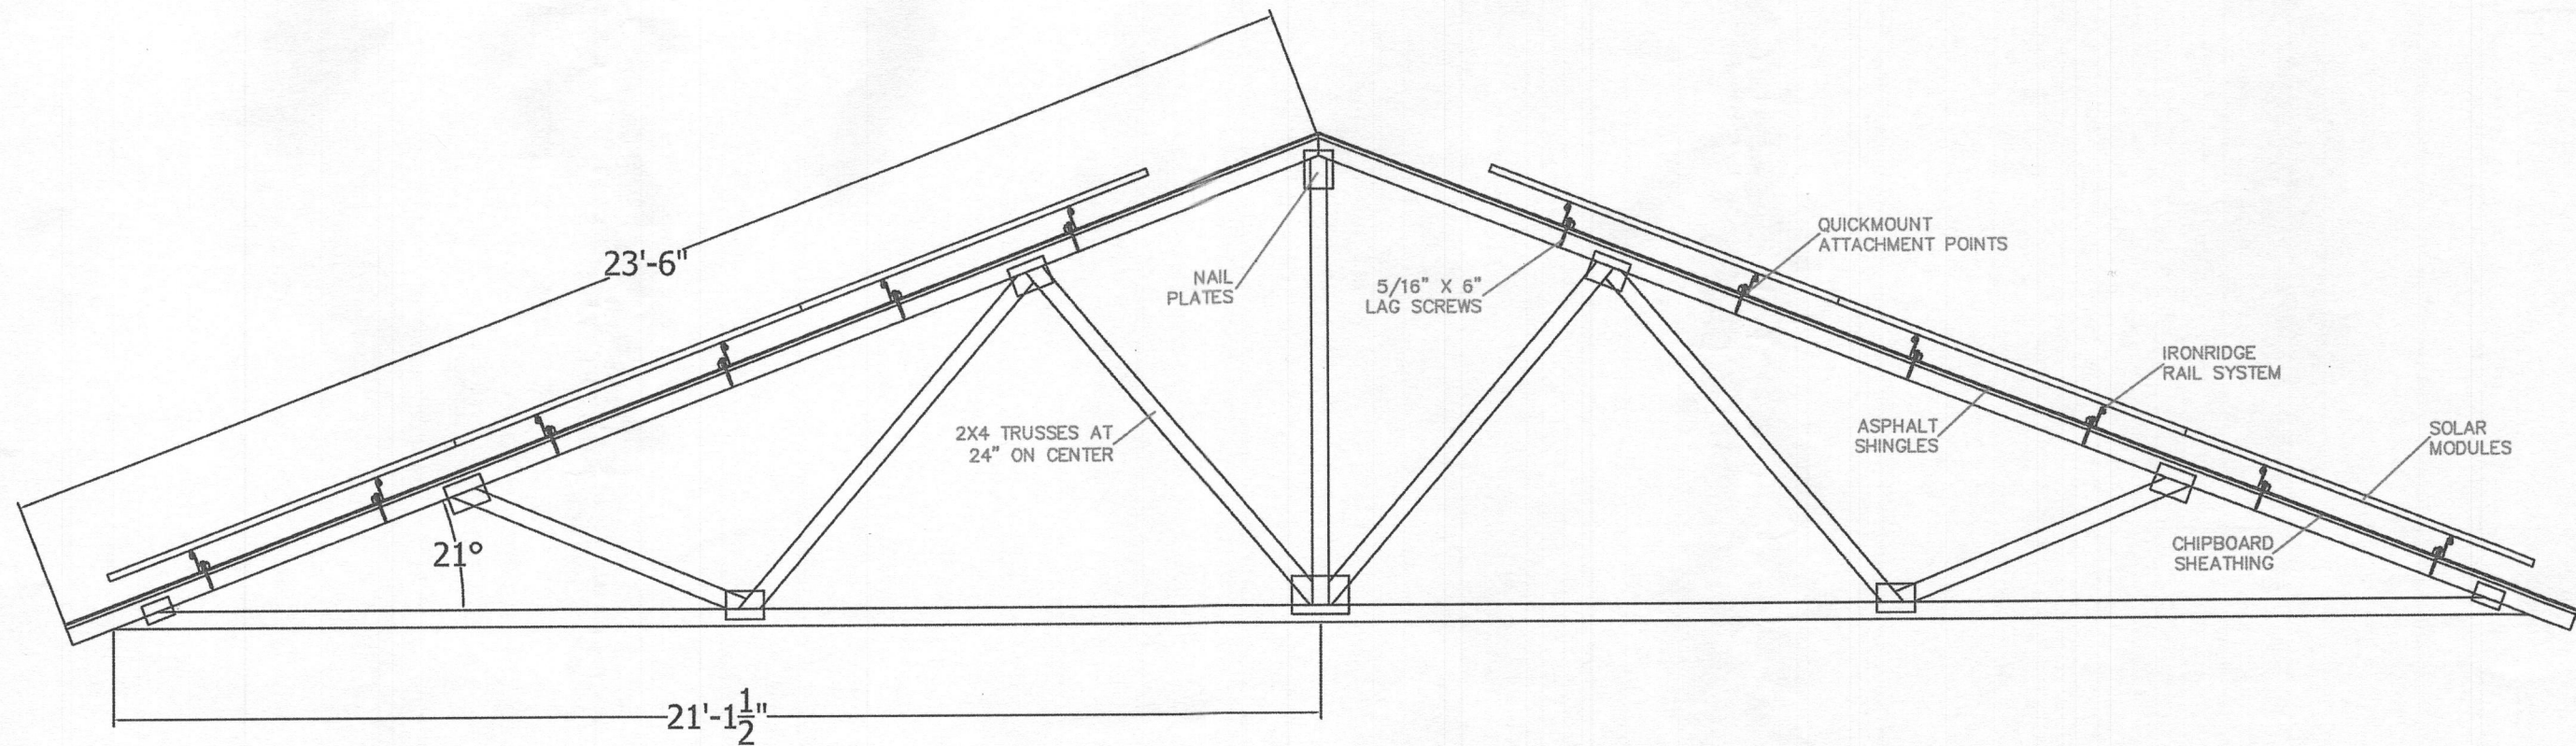 23'-6"
QUICKMOUNT
ATTACHMENT POINTS
NAIL
PLATES
5/16" X 6"
LAG SCREWS
IRONRIDGE
RAIL SYSTEM
2X4 TRUSSES AT
24" ON CENTER
ASPHALT
SHINGLES
SOLAR
MODULES
21°
CHIPBOARD
SHEATHING
21'-1 1/2"